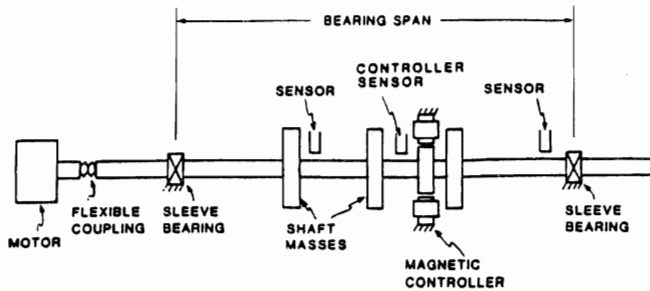 BEARING SPAN
CONTROLLER
SENSOR
SENSOR
SENSOR
FLEXIBLE
COUPLING
SLEEVE
BEARING
SHAFT
MASSES
SLEEVE
BEARING
MOTOR
MAGNETIC
CONTROLLER